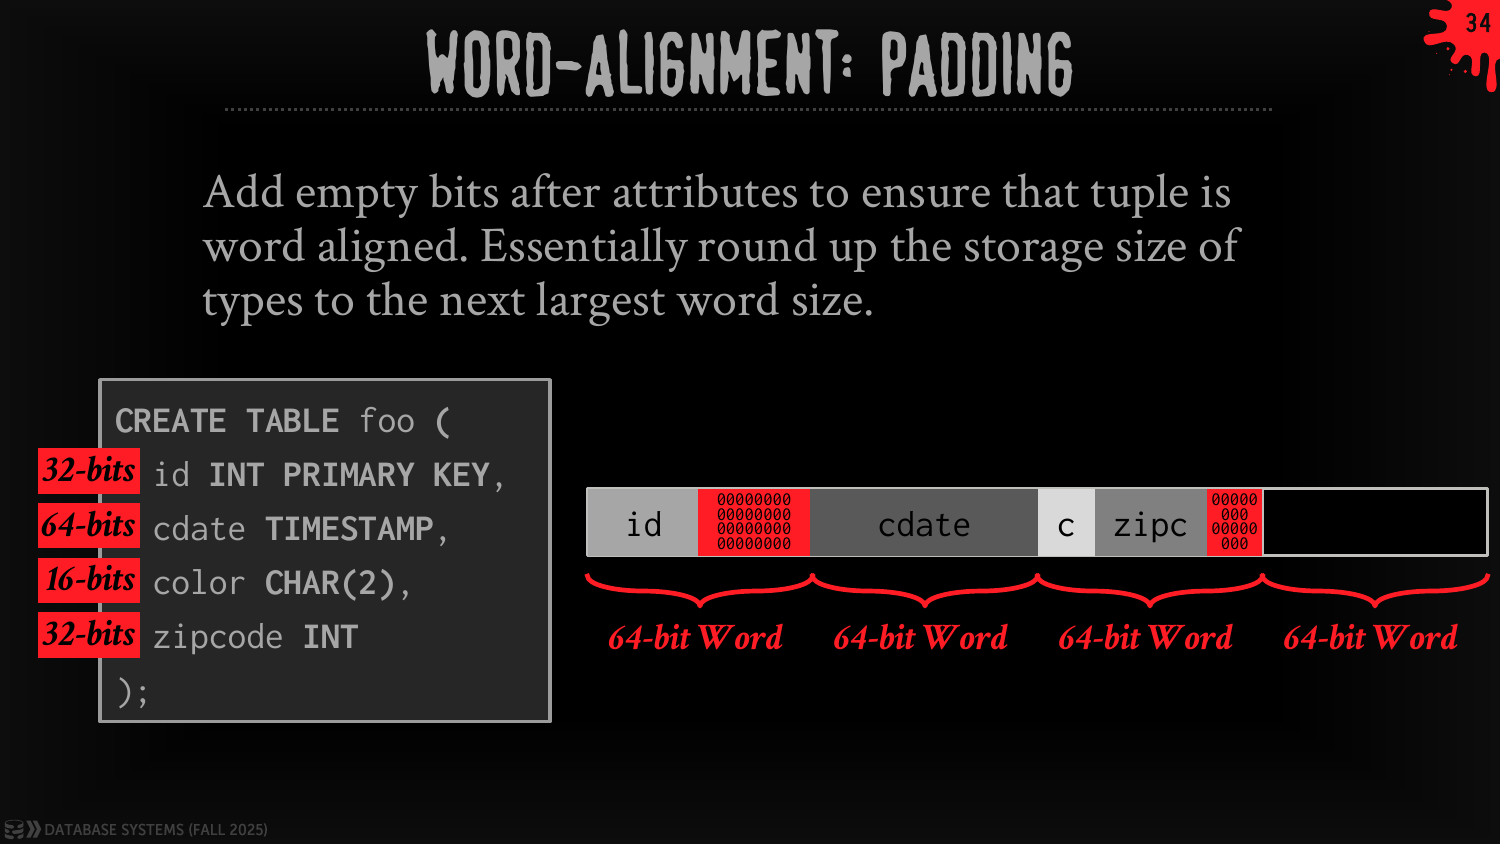 34
WORD-ALIGNMENT: PADDING
Add empty bits after attributes to ensure that tuple is
word aligned. Essentially round up the storage size of
types to the next largest word size.
CREATE TABLE foo (
32-bits id INT PRIMARY KEY,
64-bits cdate TIMESTAMP,
16-bits color CHAR(2),
32-bits zipcode INT
);
00000000
00000000
00000000
00000000
00000
000
00000
000
id cdate c zipc
64-bit Word 64-bit Word 64-bit Word 64-bit Word
DATABASE SYSTEMS (FALL 2025)